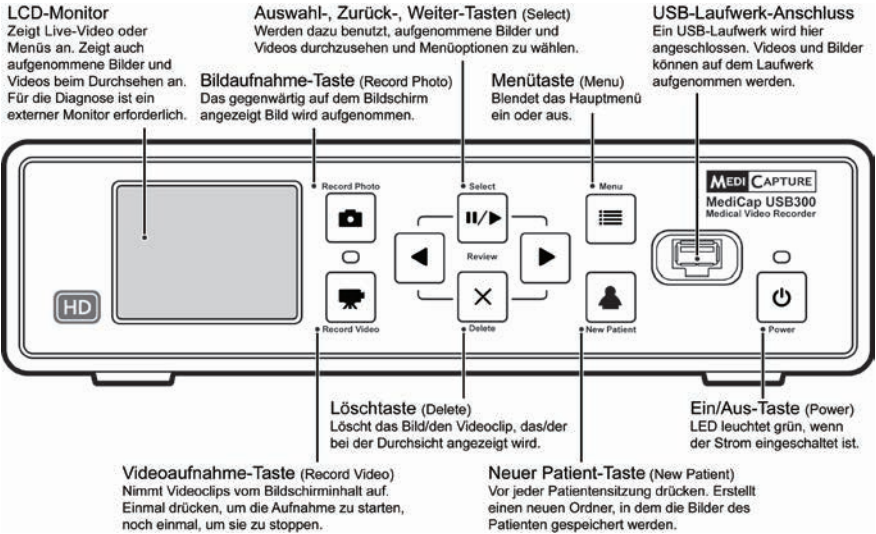 LCD-Monitor
Zeigt Live-Video oder
Menüs an. Zeigt auch
aufgenommene Bilder und
Videos beim Durchsehen an.
Für die Diagnose ist ein
externer Monitor erforderlich.
Auswahl-, Zurück-, Weiter-Tasten (Select)
Werden dazu benutzt, aufgenommene Bilder und
Videos durchzusehen und Menüoptionen zu wählen.
USB-Laufwerk-Anschluss
Ein USB-Laufwerk wird hier
angeschlossen. Videos und Bilder
können auf dem Laufwerk
aufgenommen werden.
Bildaufnahme-Taste (Record Photo)
Das gegenwärtig auf dem Bildschirm
angezeigt Bild wird aufgenommen.
Menütaste (Menu)
Blendet das Hauptmenü
ein oder aus.
Record Photo
Select
Menu
MEDI CAPTURE
MediCap USB300
Medical Video Recorder
Review
HD
Record Video
Delete
New Patient
Power
Löschtaste (Delete)
Löscht das Bild/den Videoclip, das/der
bei der Durchsicht angezeigt wird.
Ein/Aus-Taste (Power)
LED leuchtet grün, wenn
der Strom eingeschaltet ist.
Videoaufnahme-Taste (Record Video)
Nimmt Videoclips vom Bildschirminhalt auf.
Einmal drücken, um die Aufnahme zu starten,
noch einmal, um sie zu stoppen.
Neuer Patient-Taste (New Patient)
Vor jeder Patientensitzung drücken. Erstellt
einen neuen Ordner, in dem die Bilder des
Patienten gespeichert werden.